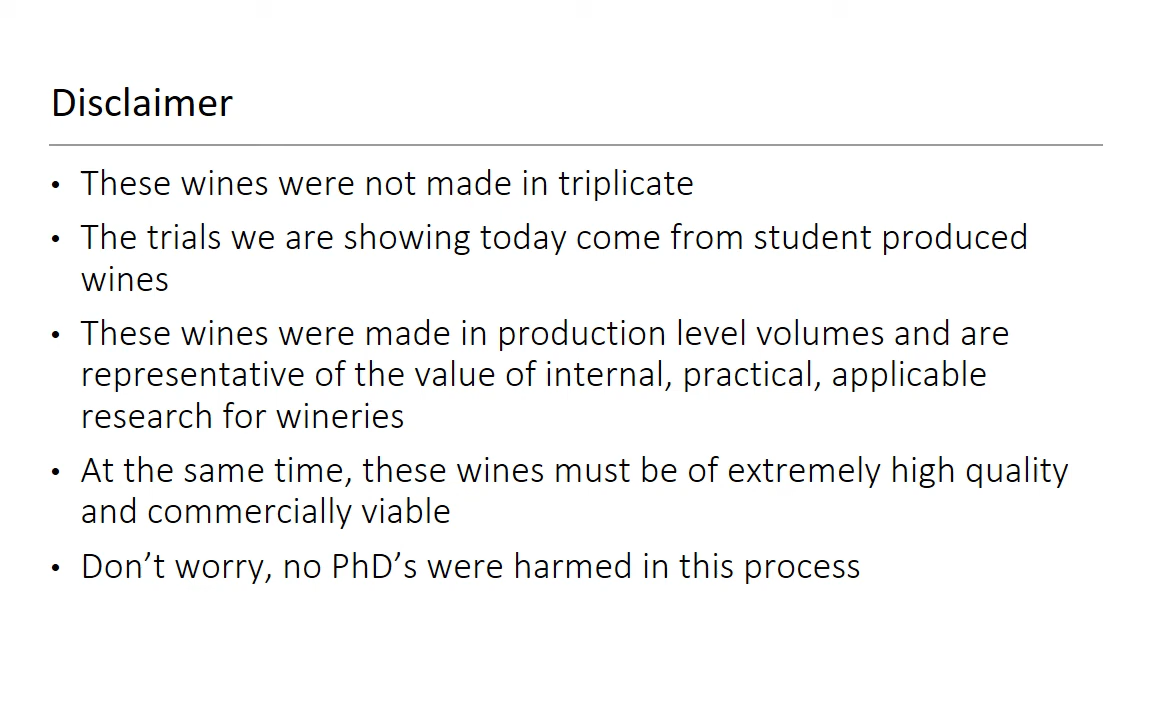 Disclaimer
• These wines were not made in triplicate
• The trials we are showing today come from student produced
wines
• These wines were made in production level volumes and are
representative of the value of internal, practical, applicable
research for wineries
• At the same time, these wines must be of extremely high quality
and commercially viable
• Don’t worry, no PhD’s were harmed in this process